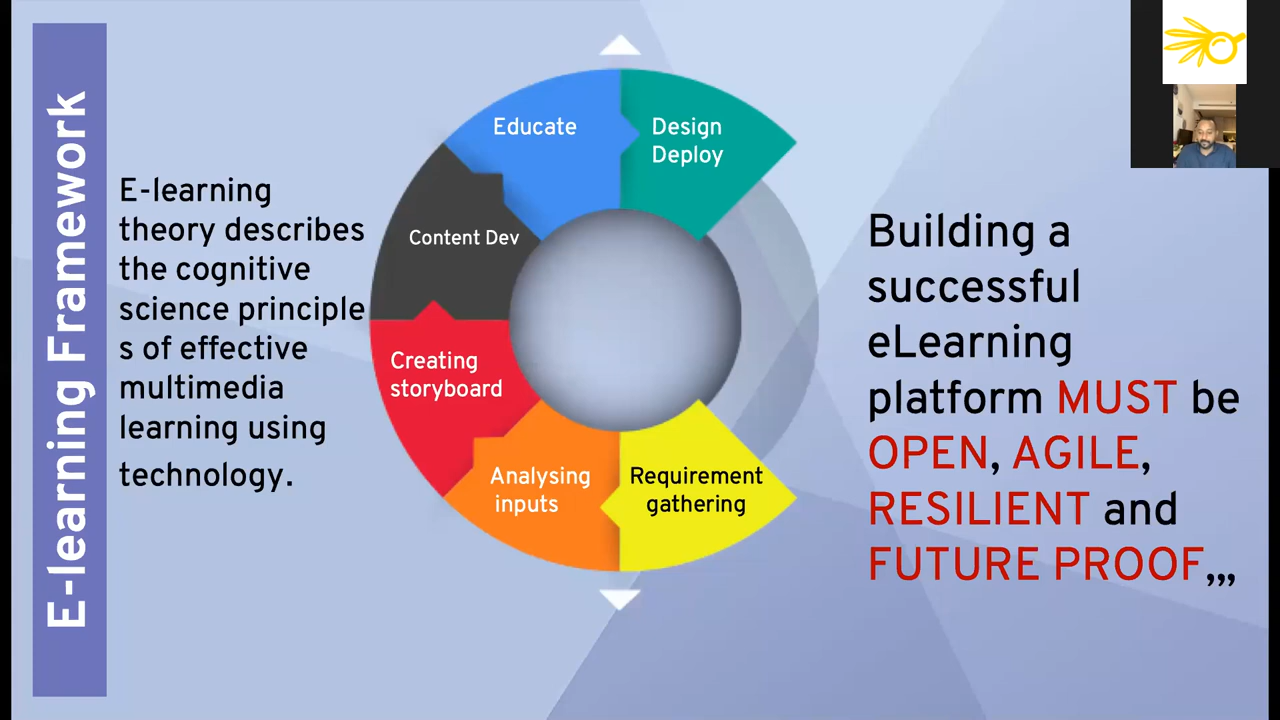 E-learning Framework
E-learning
theory describes
the cognitive
science principle
s of effective
multimedia
learning using
technology.
Educate
Design
Deploy
Content Dev
Creating
storyboard
Analysing
inputs
Requirement
gathering
Building a
successful
eLearning
platform MUST be
OPEN, AGILE,
RESILIENT and
FUTURE PROOF,,,